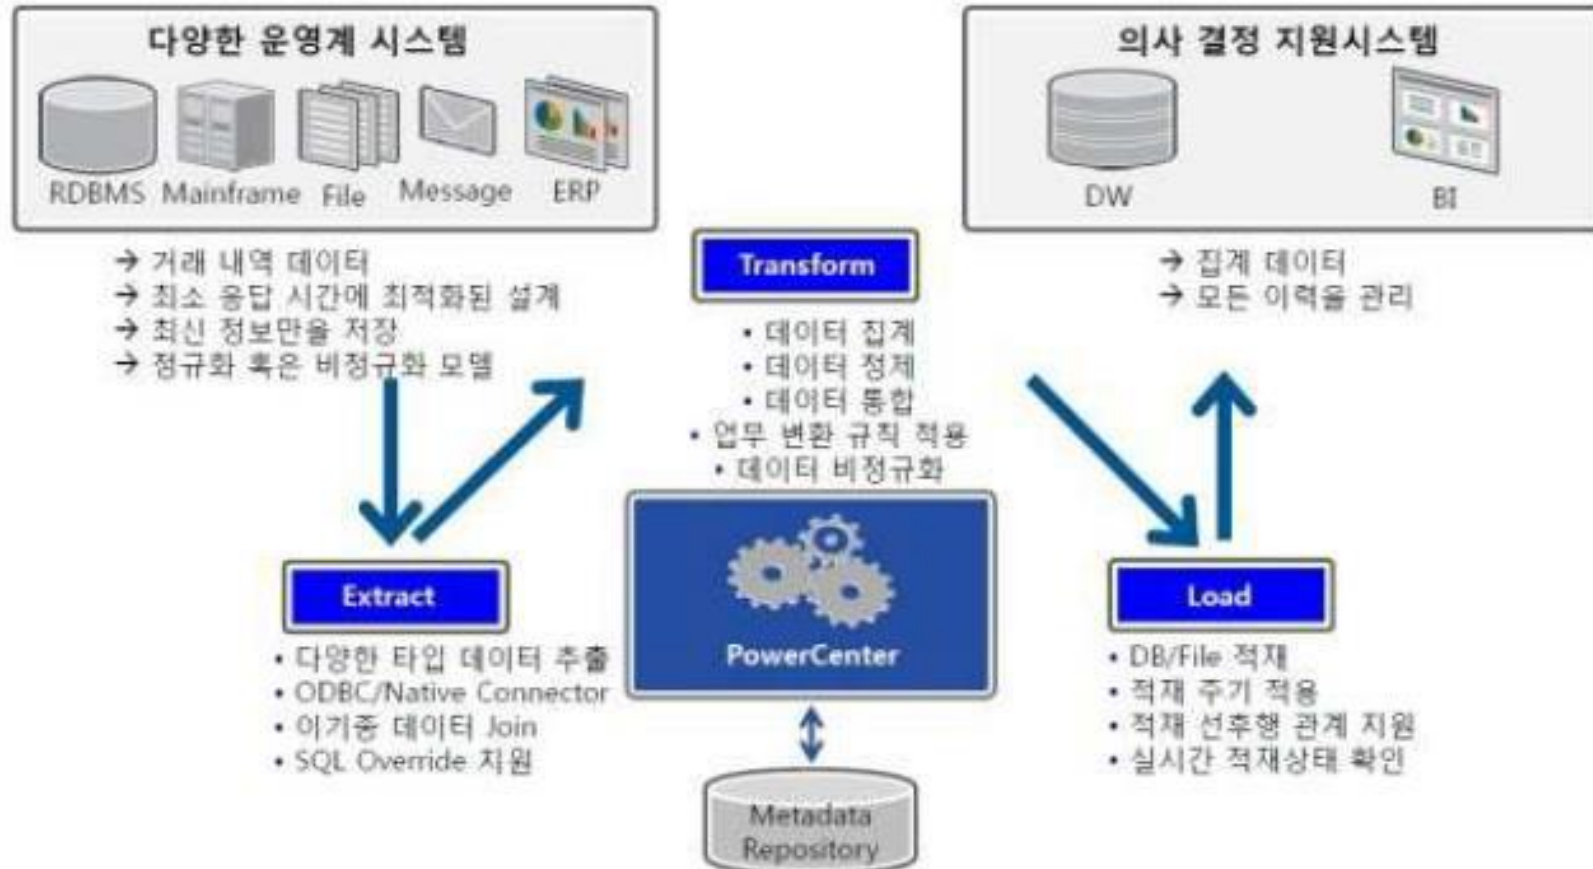 다양한 운영계 시스템
RDBMS Mainframe File Message ERP
→ 거래 내역 데이터
→ 최소 응답 시간에 최적화된 설계
→ 최신 정보만을 저장
→ 정규화 혹은 비정규화 모델
의사 결정 지원시스템
DW BI
→ 집계 데이터
→ 모든 이력을 관리
Transform
• 데이터 집계
• 데이터 정제
• 데이터 통합
• 업무 변환 규칙 적용
• 데이터 비정규화
Extract
• 다양한 타입 데이터 추출
• ODBC/Native Connector
• 이기종 데이터 Join
• SQL Override 지원
PowerCenter
Metadata
Repository
Load
• DB/File 적재
• 적재 주기 적용
• 적재 선후행 관계 지원
• 실시간 적재상태 확인